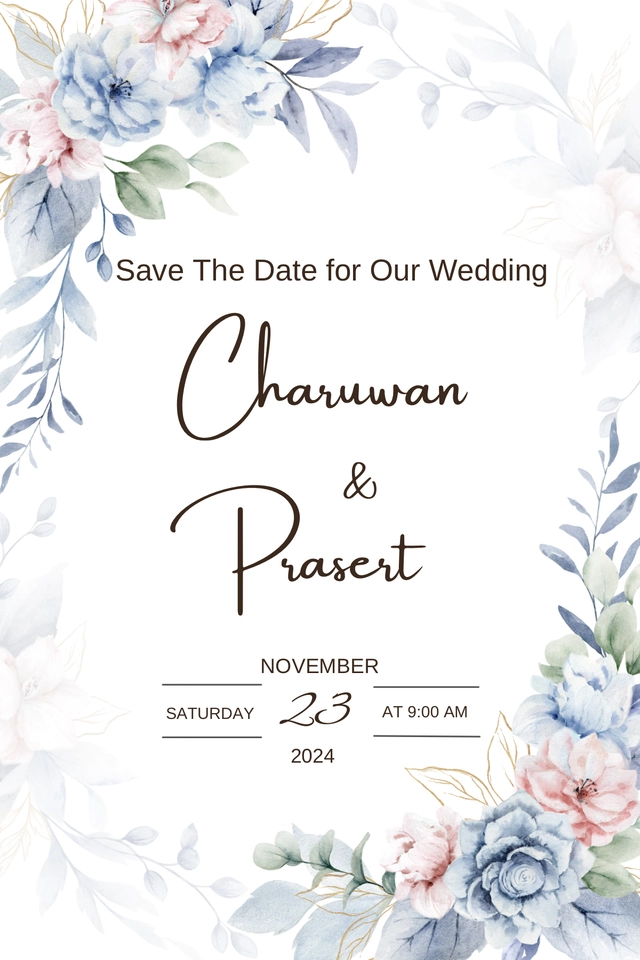 Save The Date for Our Wedding
Charuwan
&
Prasert
NOVEMBER
SATURDAY 23 AT 9:00 AM
2024